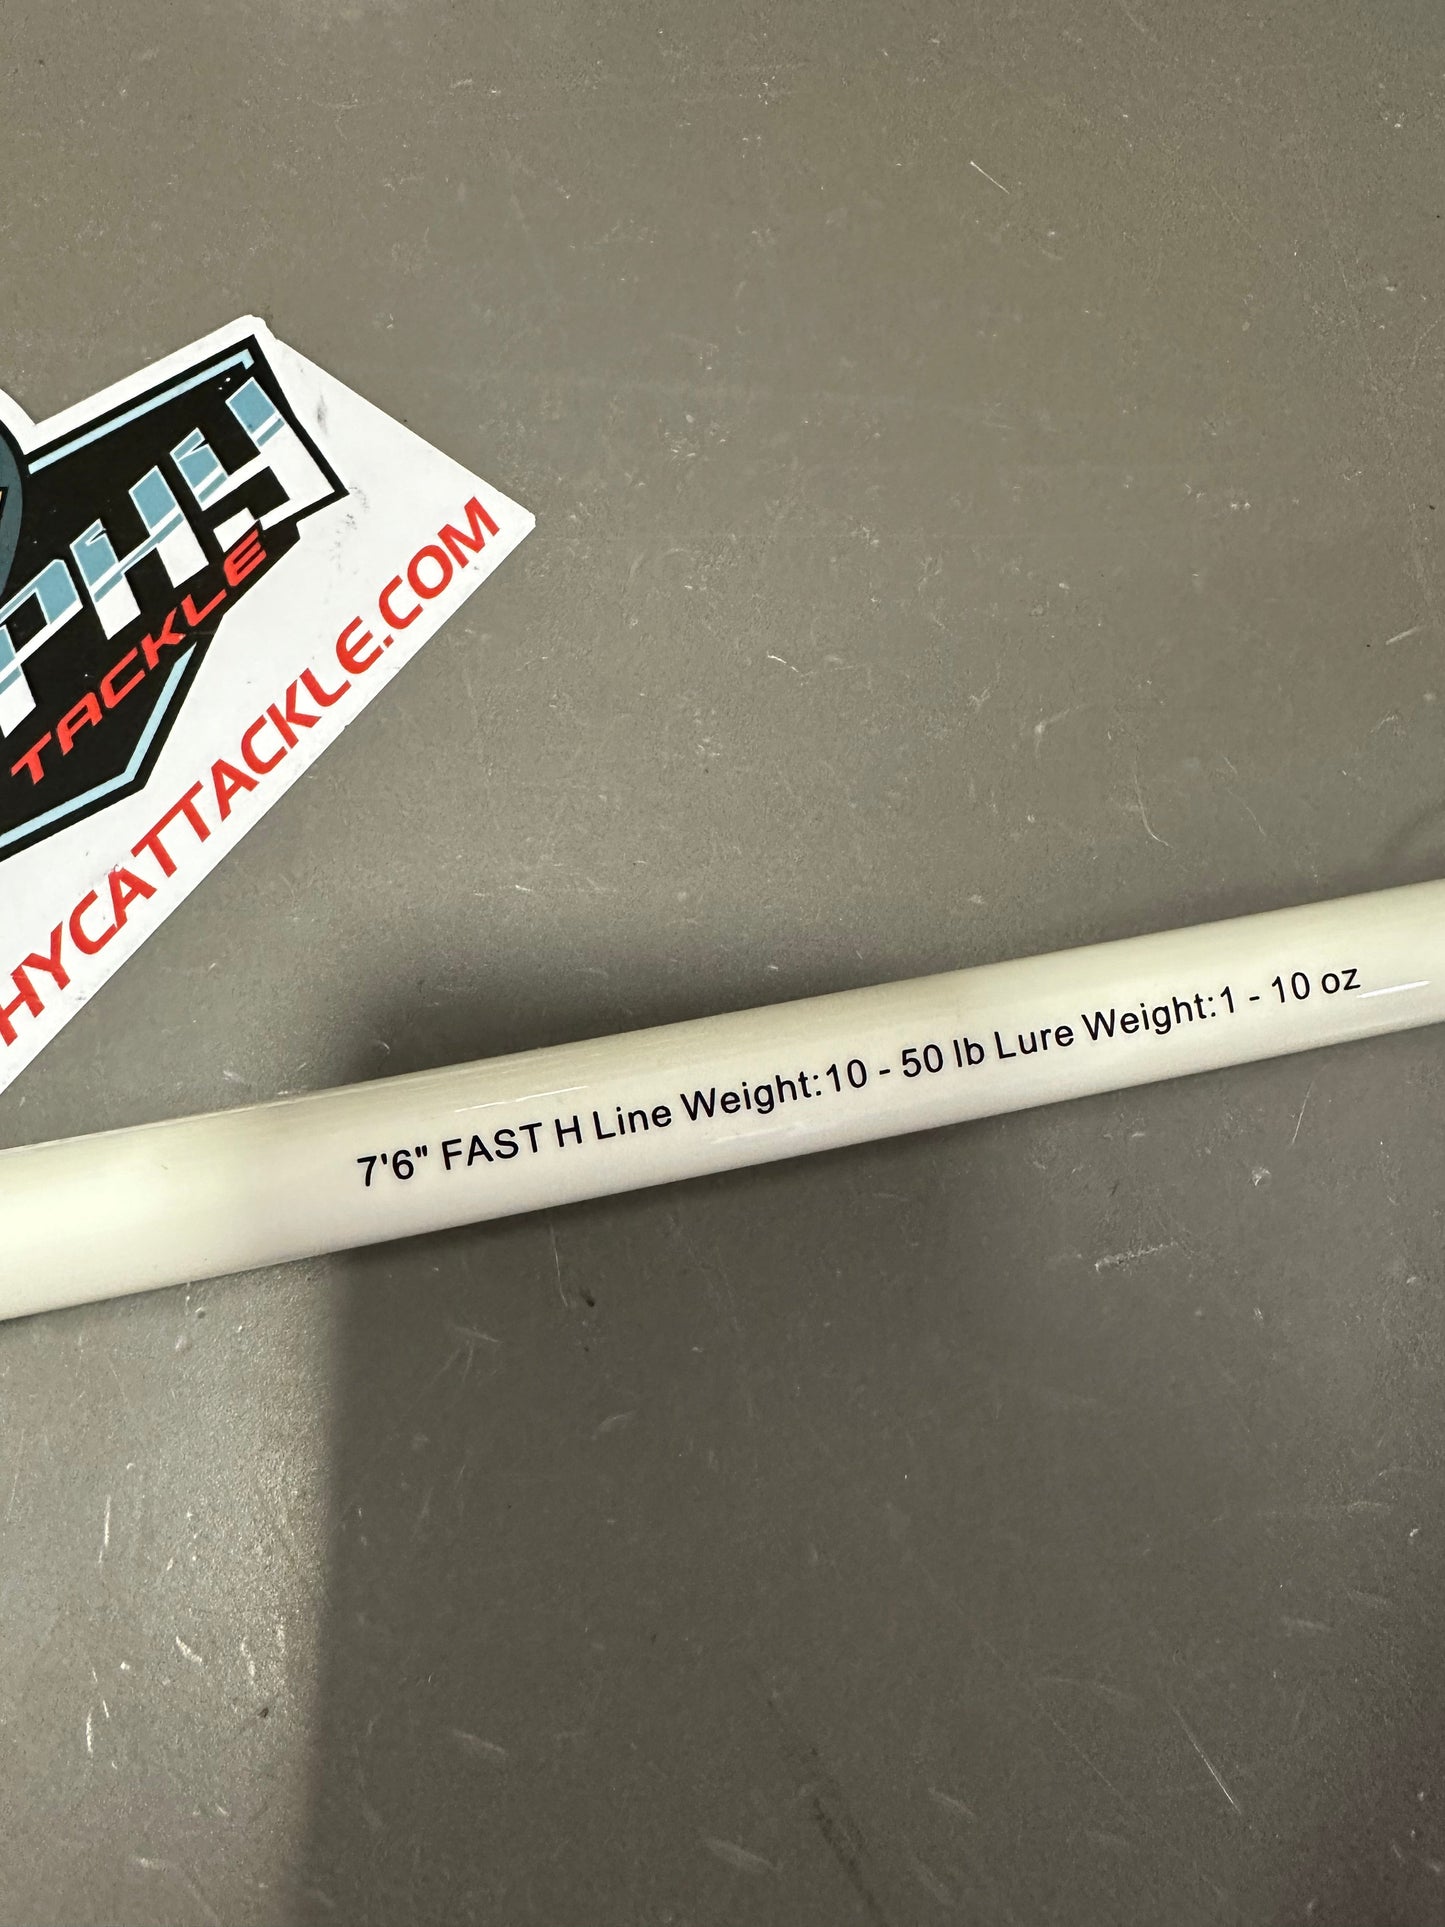 PHY
TACKLE
HYCATTACKLE.COM
7'6" FAST H Line Weight:10 - 50 lb Lure Weight:1 - 10 oz